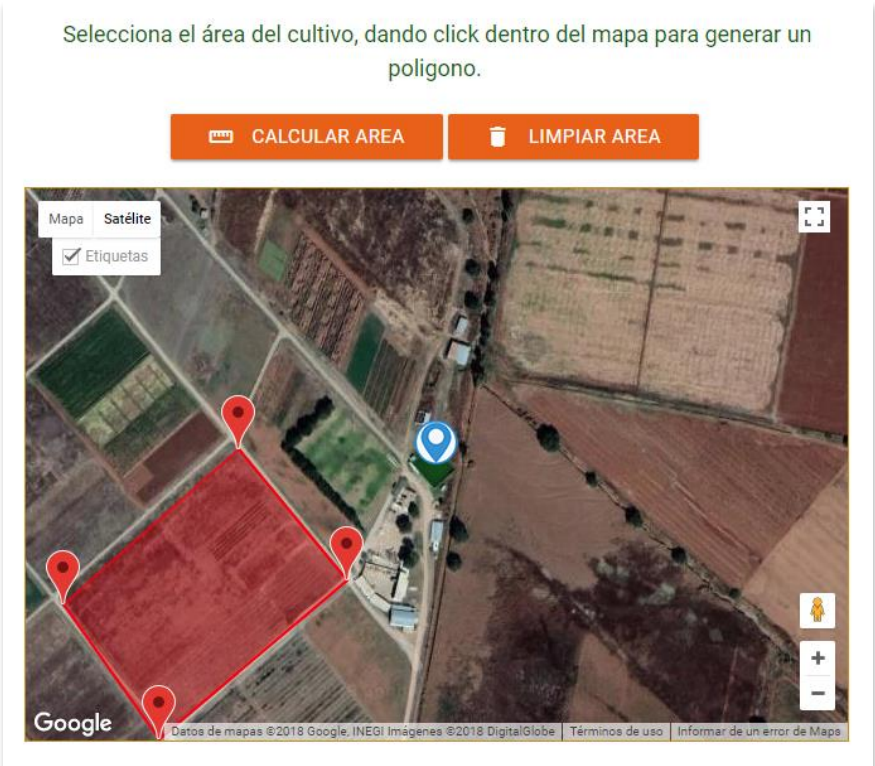 Selecciona el área del cultivo, dando click dentro del mapa para generar un
poligono.
CALCULAR AREA
LIMPIAR AREA
Mapa
Satélite
Etiquetas
Google
Datos de mapas ©2018 Google, INEGI Imágenes ©2018 DigitalGlobe
Términos de uso
Informar de un error de Maps